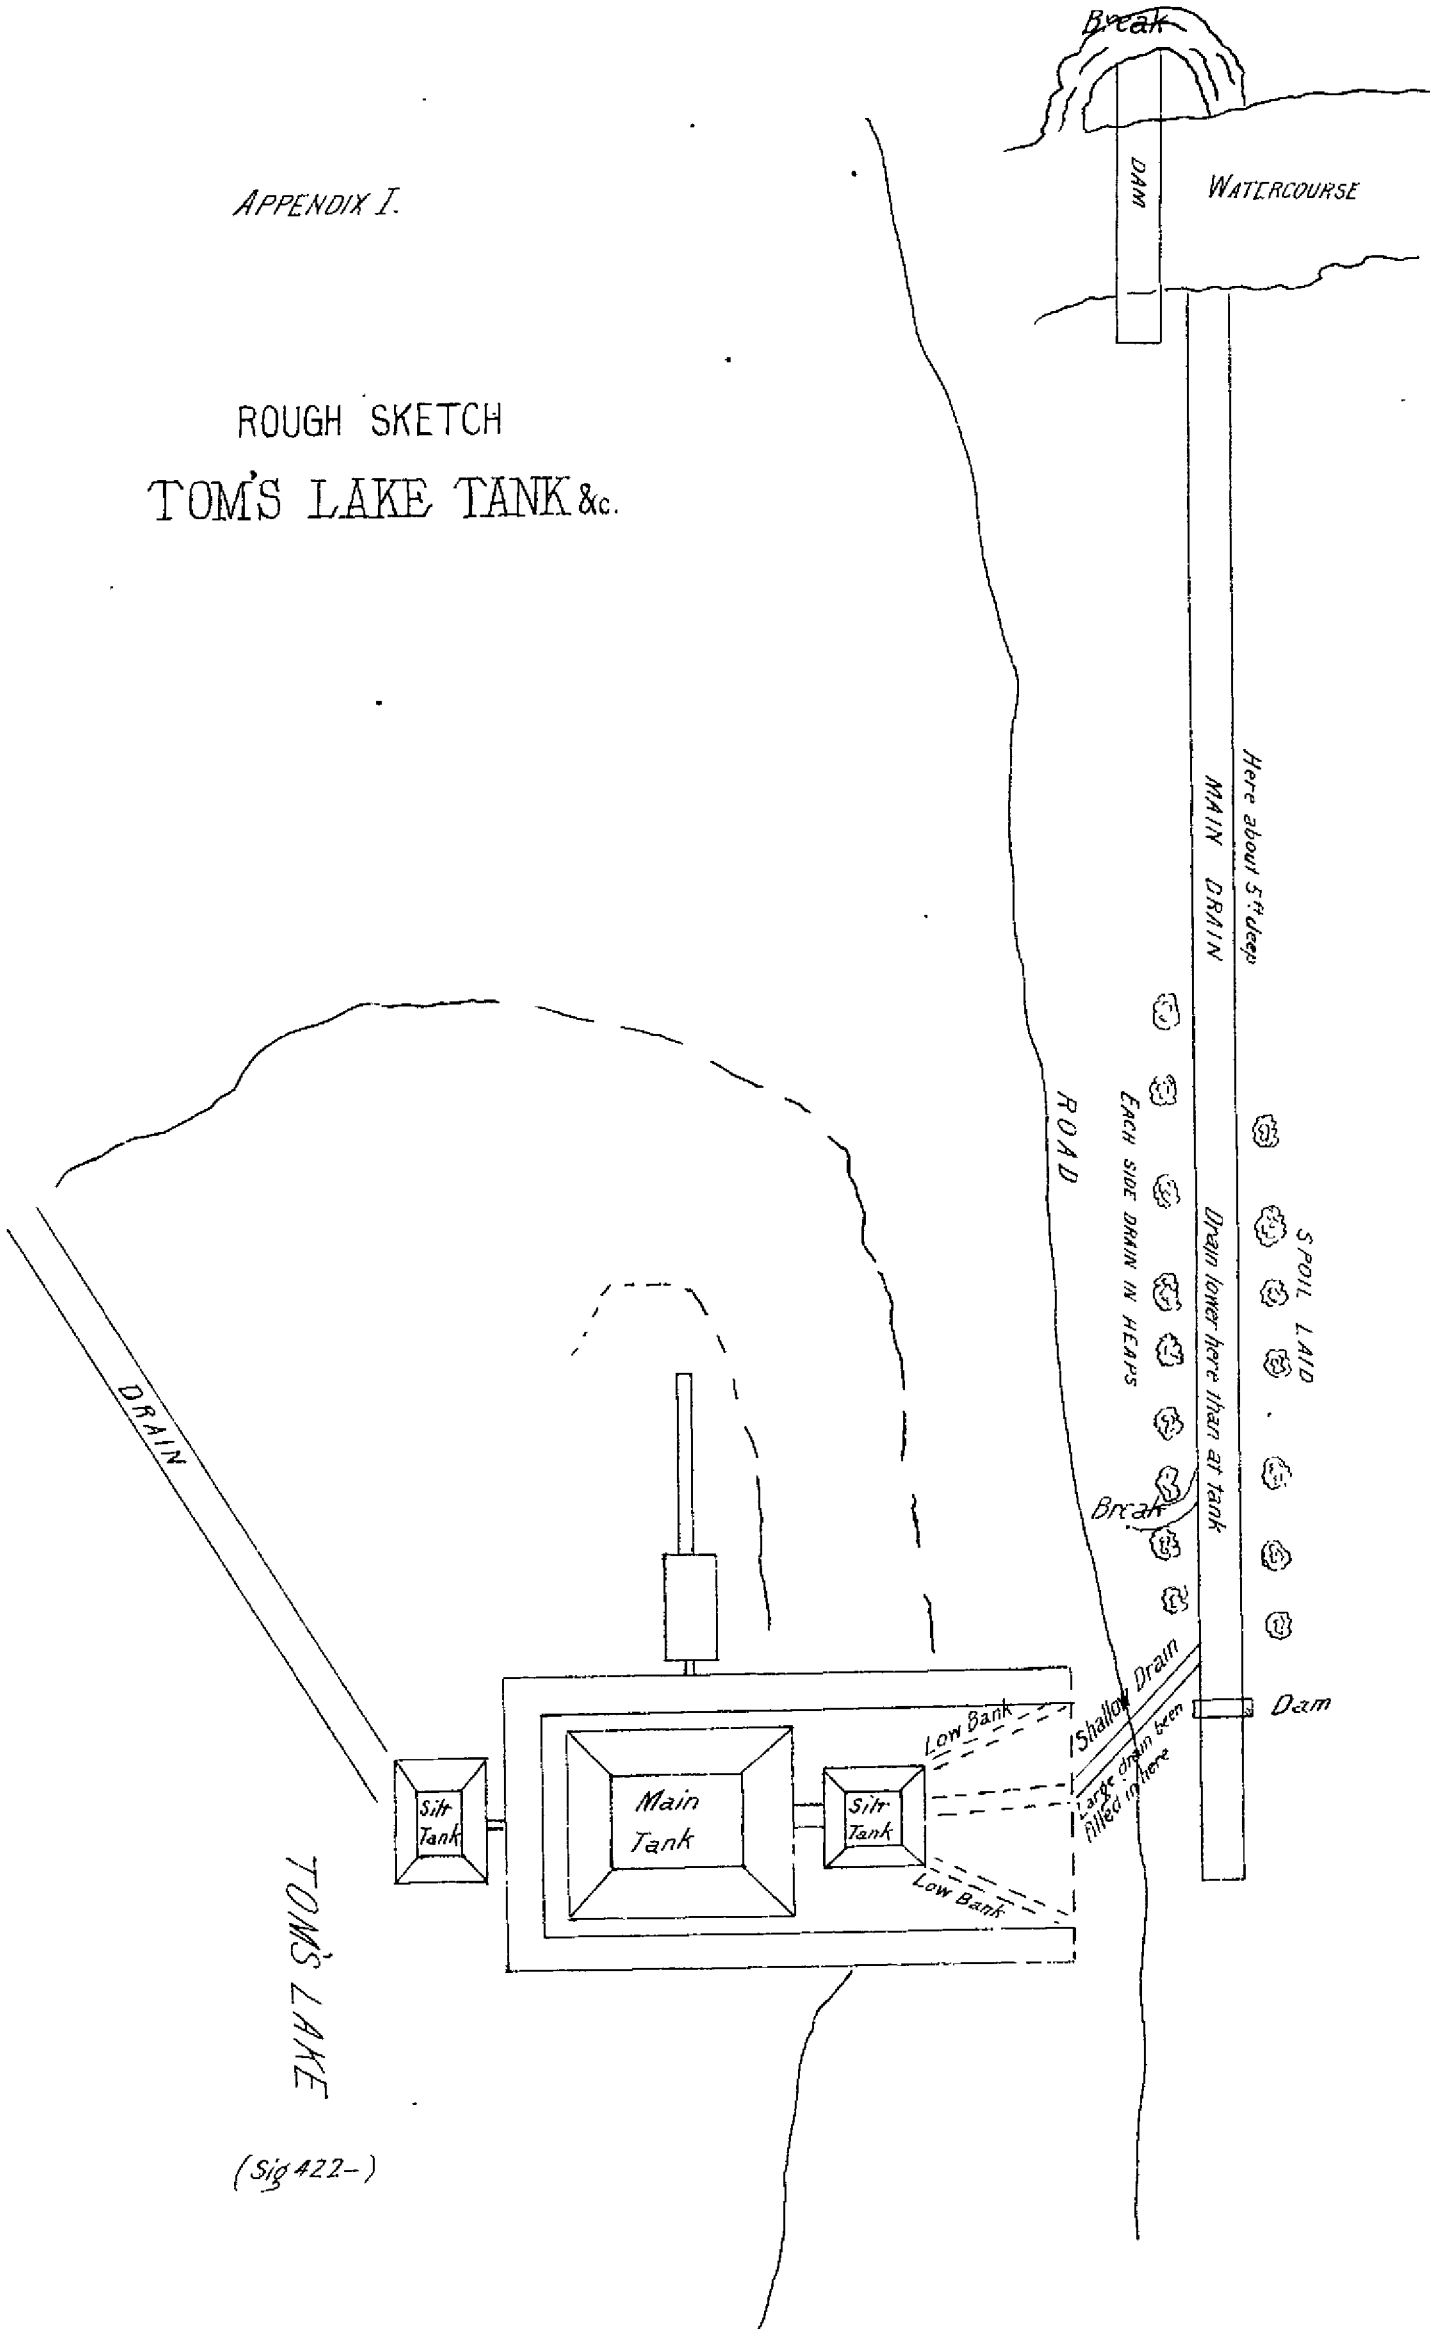 Break
DAM
WATERCOURSE
APPENDIX I.
ROUGH SKETCH
TOM'S LAKE TANK &c.
Here about 5ft deep
MAIN DRAIN
ROAD
EACH SIDE DRAIN IN HEAPS
Drain lower here than at tank
SPOIL LAID
DRAIN
Break
Shallow Drain
Large drain been
filled in here
Dam
Low Bank
Silt
Tank
Main
Tank
Silt
Tank
Low Bank
TOM'S LAKE
(Sig 422-)